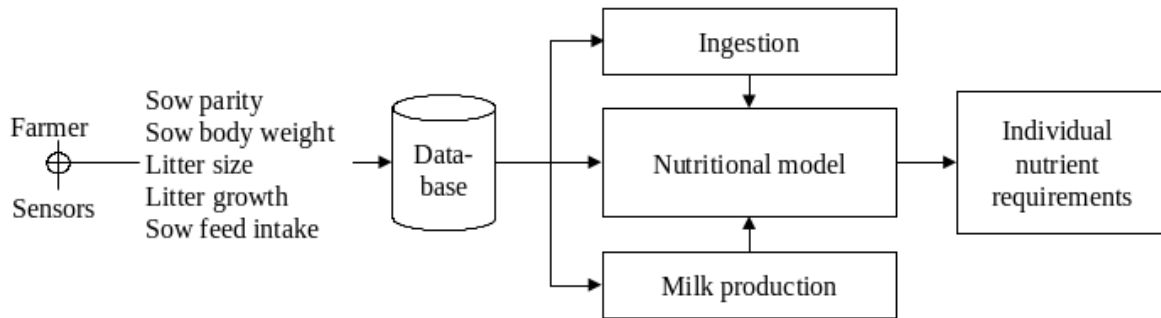 Farmer
Sensors
Sow parity
Sow body weight
Litter size
Litter growth
Sow feed intake
Data-
base
Ingestion
Nutritional model
Milk production
Individual
nutrient
requirements